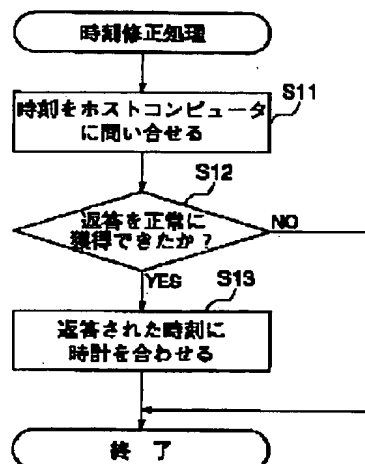 時刻修正処理
S11
時刻をホストコンピュータ
に問い合せる
S12
返答を正常に
獲得できたか？
NO
YES
S13
返答された時刻に
時計を合わせる
終 了